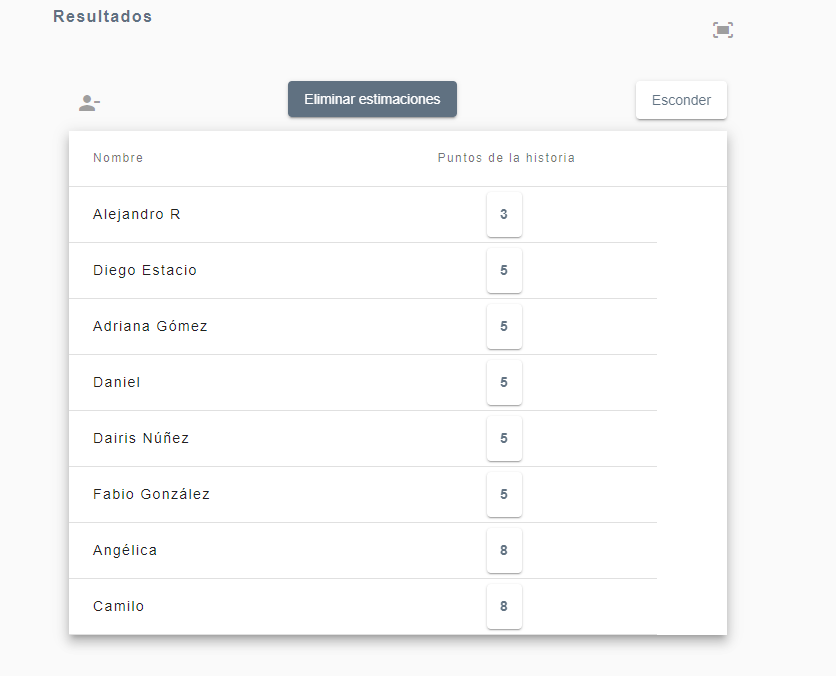 Resultados
Eliminar estimaciones
Esconder
Nombre Puntos de la historia
Alejandro R 3
Diego Estacio 5
Adriana Gómez 5
Daniel 5
Dairis Núñez 5
Fabio González 5
Angélica 8
Camilo 8